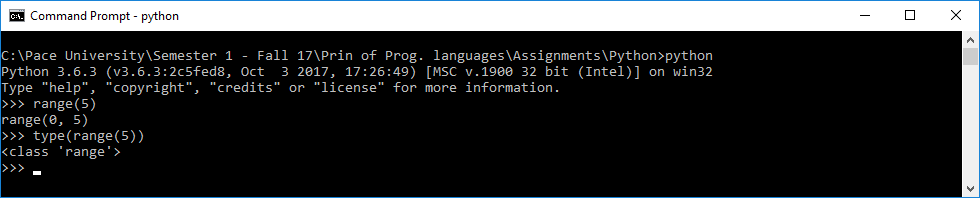 Command Prompt - python
C:\Pace University\Semester 1 - Fall 17\Prin of Prog. languages\Assignments\Python>python
Python 3.6.3 (v3.6.3:2c5fed8, Oct  3 2017, 17:26:49) [MSC v.1900 32 bit (Intel)] on win32
Type "help", "copyright", "credits" or "license" for more information.
>>> range(5)
range(0, 5)
>>> type(range(5))
<class 'range'>
>>>